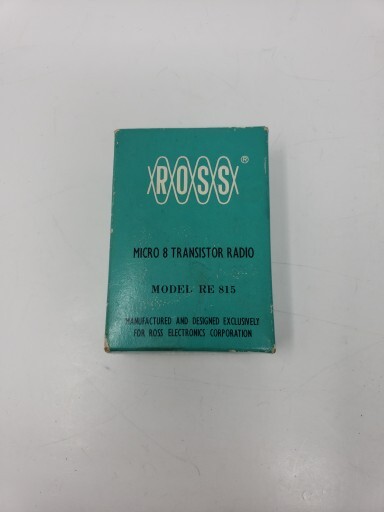 ROSS®
MICRO 8 TRANSISTOR RADIO
MODEL RE 815
MANUFACTURED AND DESIGNED EXCLUSIVELY
FOR ROSS ELECTRONICS CORPORATION